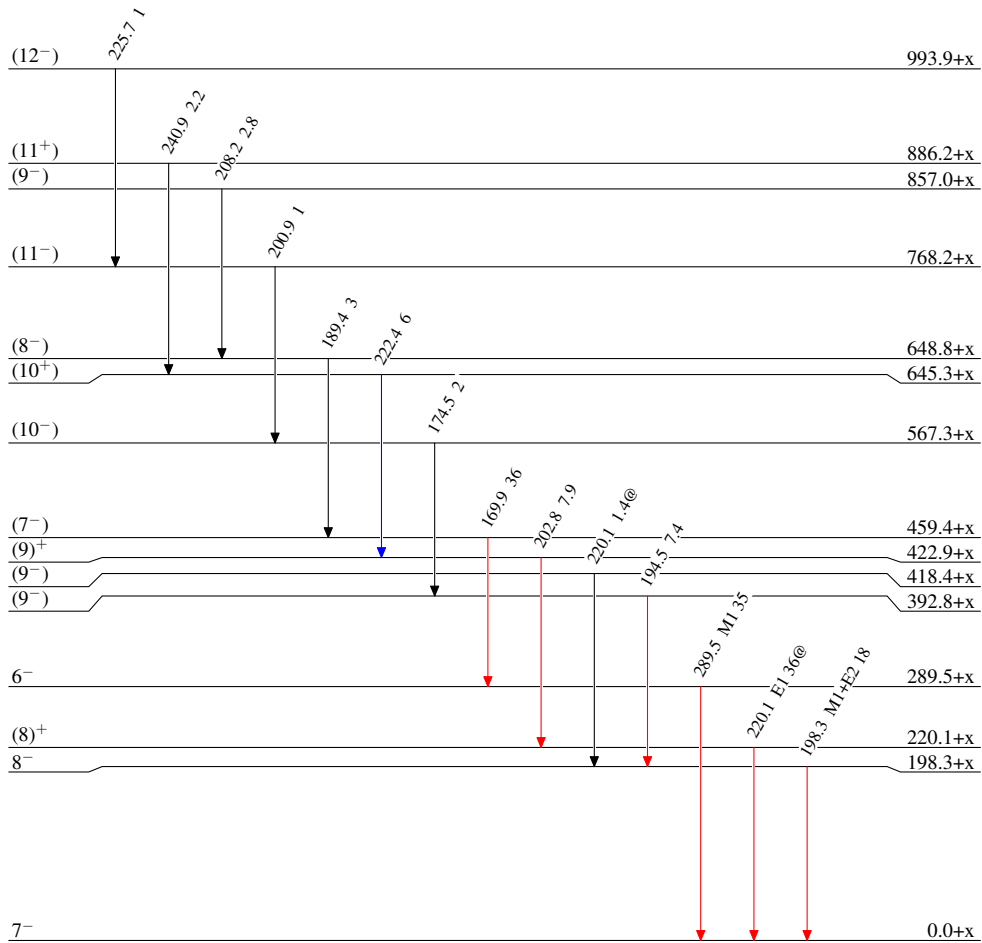 225.7 1
(12⁻) 993.9+x
240.9 2.2
(11⁺) 886.2+x
208.2 2.8
(9⁻) 857.0+x
200.9 1
(11⁻) 768.2+x
189.4 3
(8⁻) 648.8+x
222.4 6
(10⁺) 645.3+x
174.5 2
(10⁻) 567.3+x
169.9 36
(7⁻) 459.4+x
202.8 7.9
(9)⁺ 422.9+x
220.1 1.4@
(9⁻) 418.4+x
194.5 7.4
(9⁻) 392.8+x
289.5 M1 35
6⁻ 289.5+x
220.1 E1 36@
(8)⁺ 220.1+x
198.3 M1+E2 18
8⁻ 198.3+x
7⁻ 0.0+x